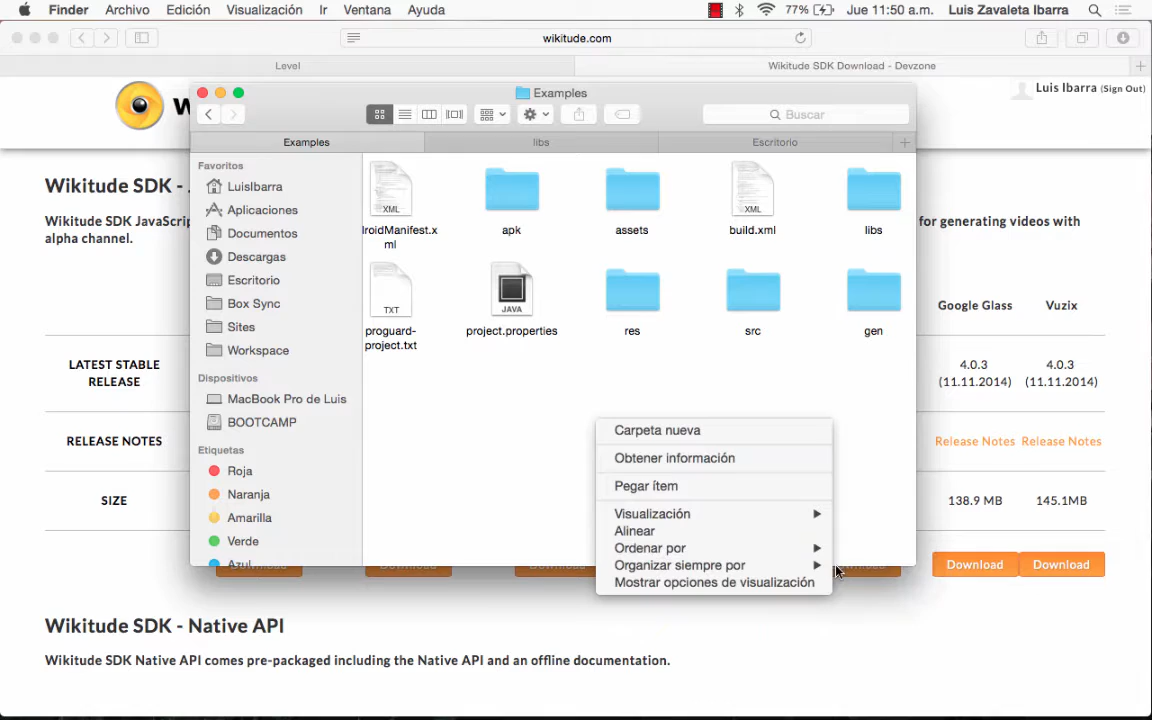 Finder Archivo Edición Visualización Ir Ventana Ayuda 77% Jue 11:50 a.m. Luis Zavaleta Ibarra
wikitude.com
Level Wikitude SDK Download - Devzone
W
Luis Ibarra (Sign Out)
Examples
Buscar
Examples libs Escritorio
Wikitude SDK -
Wikitude SDK JavaScrip
for generating videos with
alpha channel.
Favoritos
LuisIbarra
Aplicaciones
Documentos
Descargas
Escritorio
Box Sync
Sites
Workspace
Dispositivos
MacBook Pro de Luis
BOOTCAMP
Etiquetas
Roja
Naranja
Amarilla
Verde
Azul
XML
XML
droidManifest.x
ml
apk
assets
build.xml
libs
TXT
JAVA
proguard-
project.txt
project.properties
res
src
gen
Carpeta nueva
Obtener información
Pegar ítem
Visualización
Alinear
Ordenar por
Organizar siempre por
Mostrar opciones de visualización
Google Glass Vuzix
LATEST STABLE
RELEASE
4.0.3
(11.11.2014)
4.0.3
(11.11.2014)
RELEASE NOTES
Release Notes Release Notes
SIZE
138.9 MB 145.1MB
Download Download Download Download Download Download
Wikitude SDK - Native API
Wikitude SDK Native API comes pre-packaged including the Native API and an offline documentation.